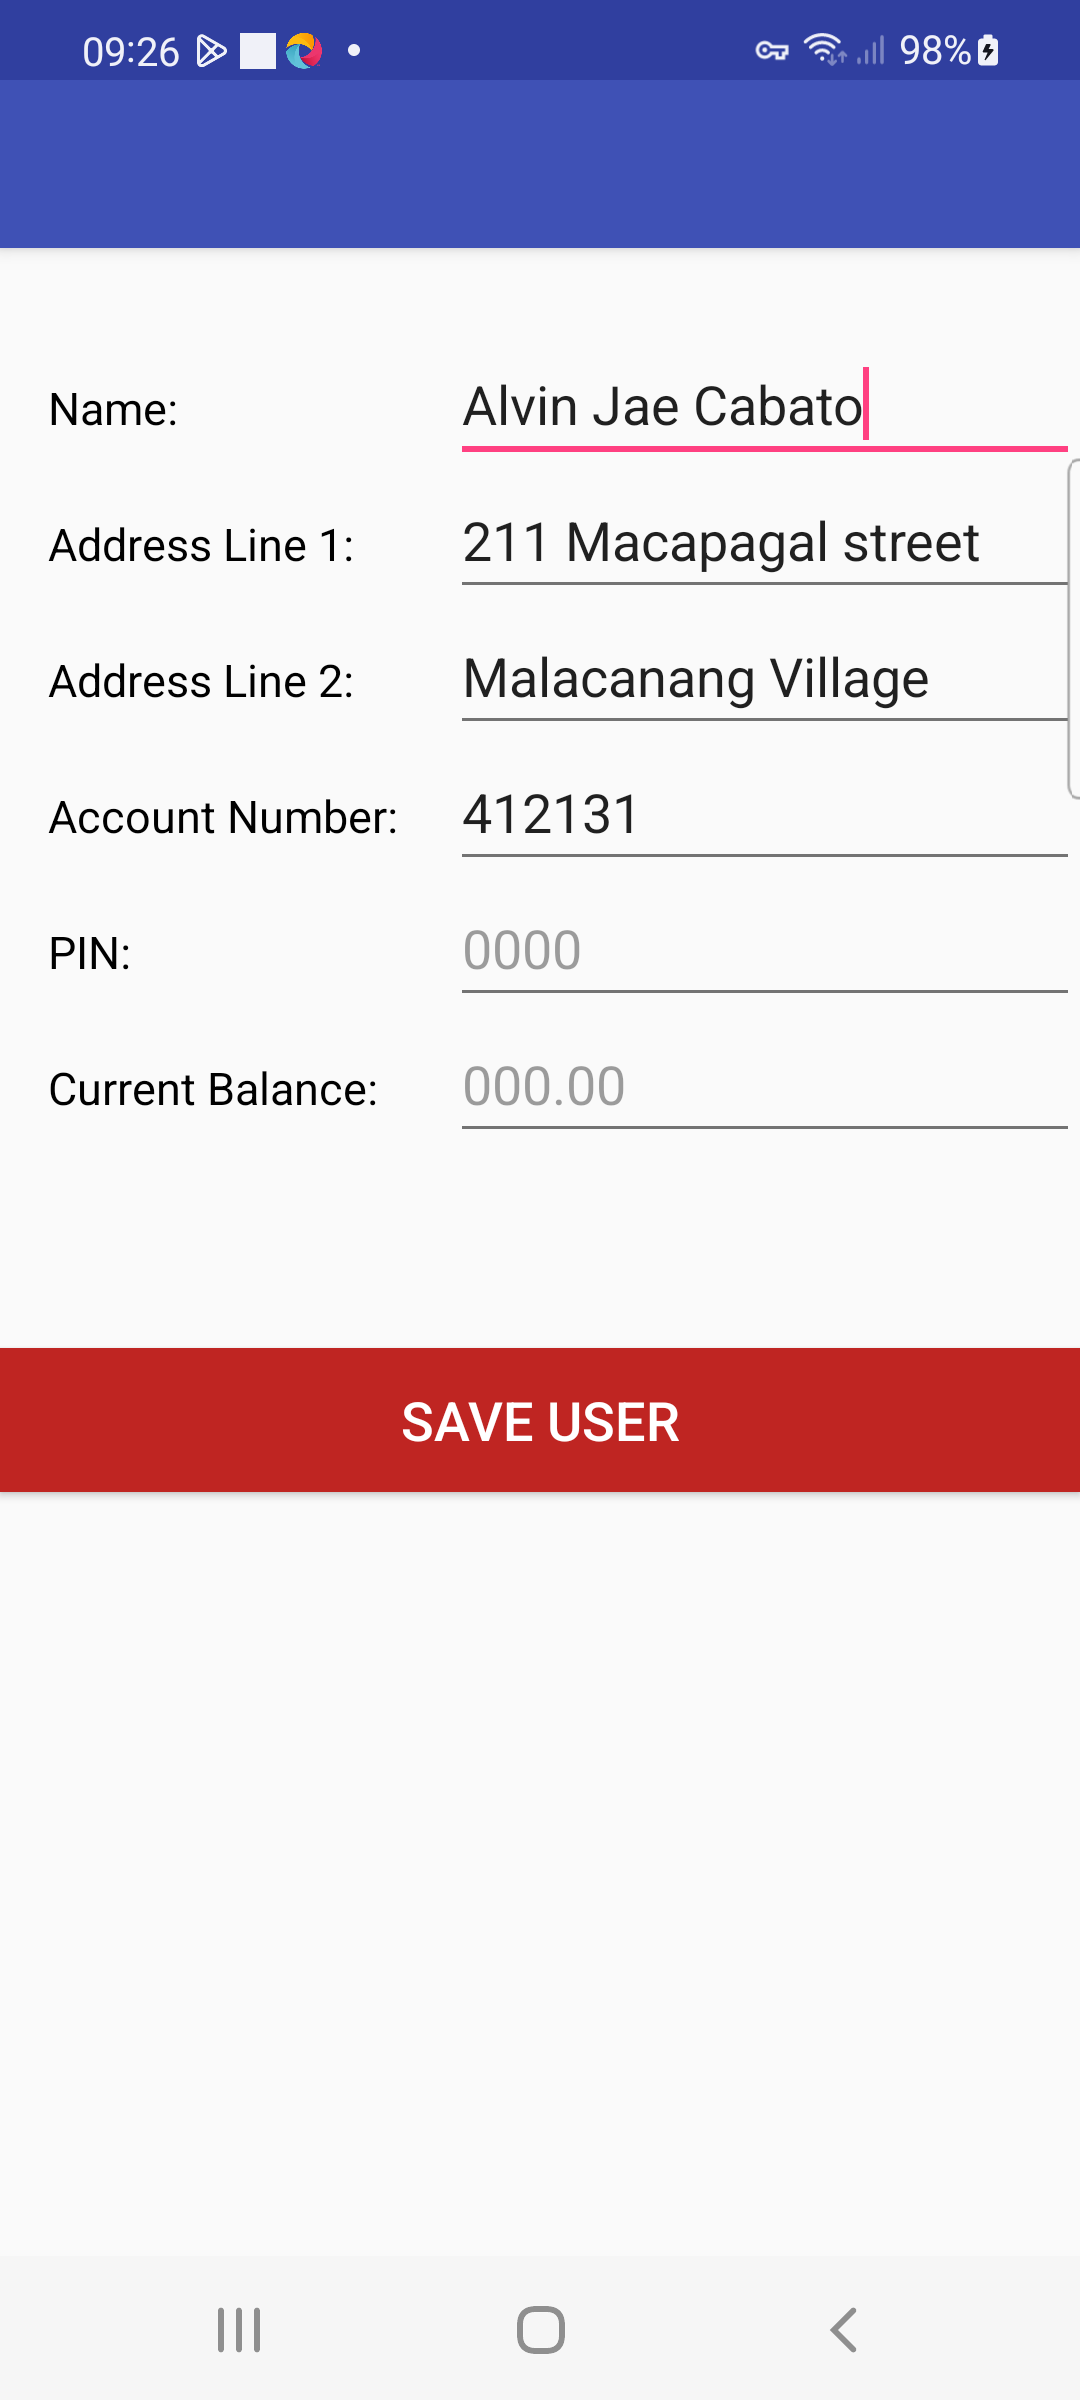 09:26 98%
Name: Alvin Jae Cabato
Address Line 1: 211 Macapagal street
Address Line 2: Malacanang Village
Account Number: 412131
PIN: 0000
Current Balance: 000.00
SAVE USER